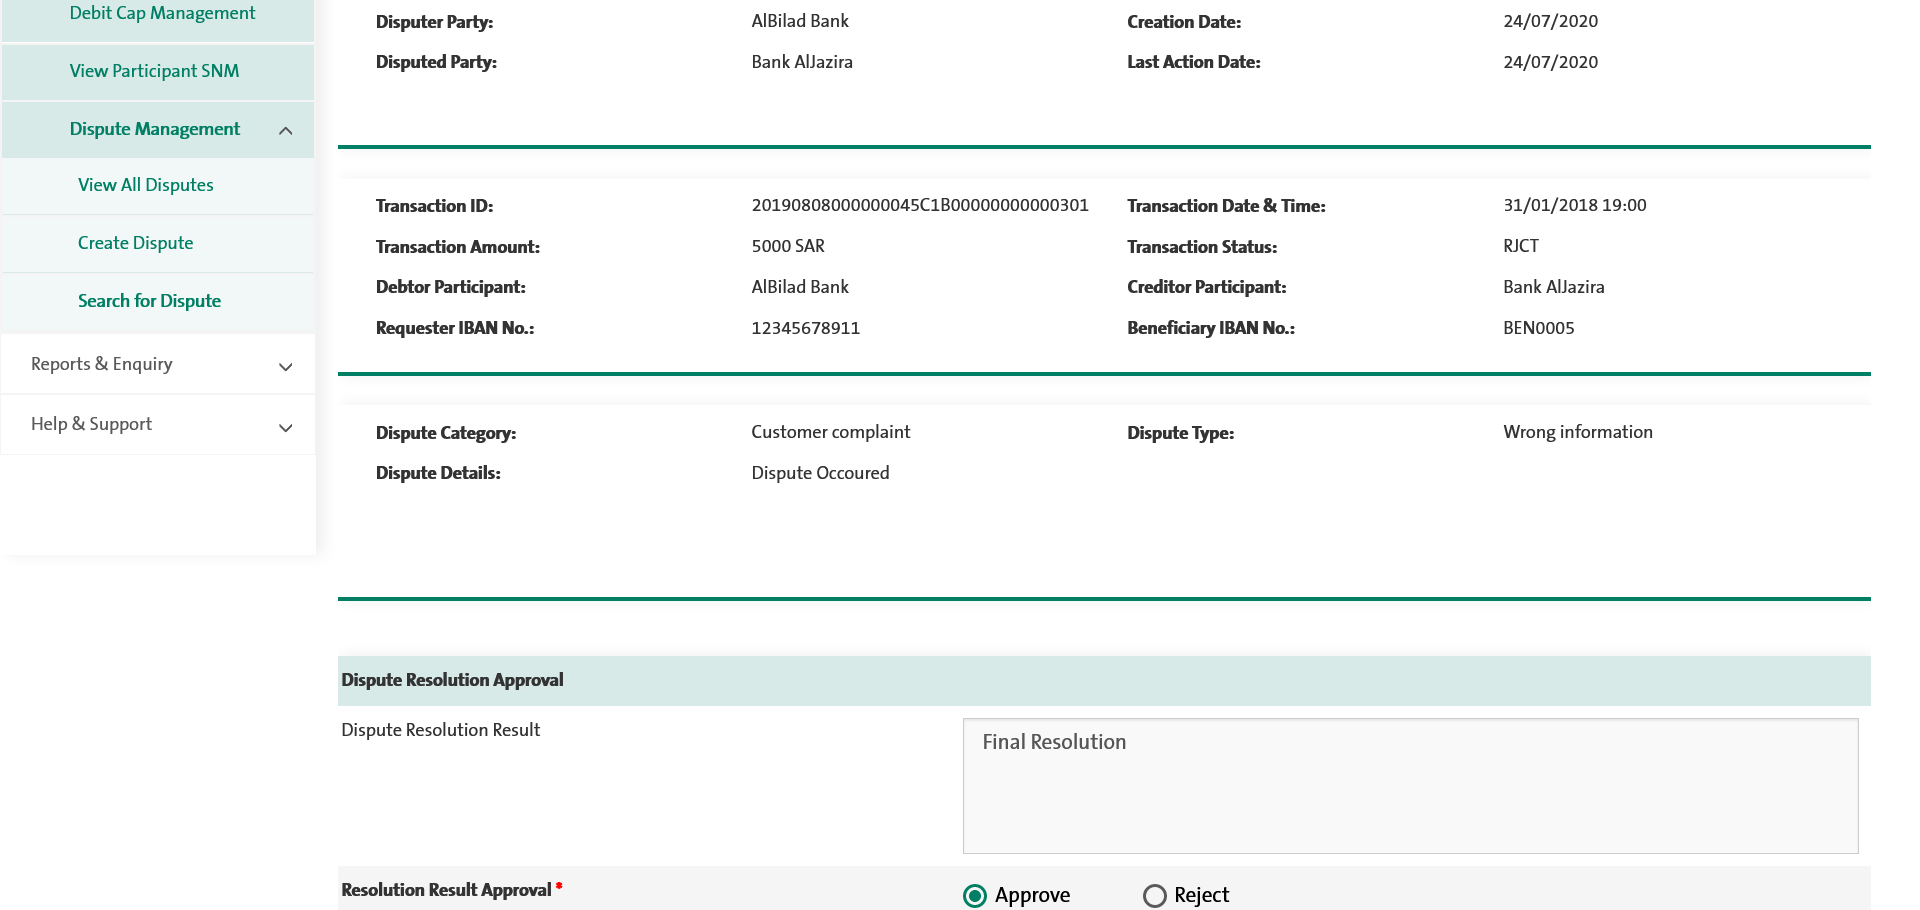 Debit Cap Management
View Participant SNM
Dispute Management
View All Disputes
Create Dispute
Search for Dispute
Reports & Enquiry
Help & Support
Disputer Party: AlBilad Bank Creation Date: 24/07/2020
Disputed Party: Bank AlJazira Last Action Date: 24/07/2020
Transaction ID: 20190808000000045C1B00000000000301 Transaction Date & Time: 31/01/2018 19:00
Transaction Amount: 5000 SAR Transaction Status: RJCT
Debtor Participant: AlBilad Bank Creditor Participant: Bank AlJazira
Requester IBAN No.: 12345678911 Beneficiary IBAN No.: BEN0005
Dispute Category: Customer complaint Dispute Type: Wrong information
Dispute Details: Dispute Occoured
Dispute Resolution Approval
Dispute Resolution Result Final Resolution
Resolution Result Approval * Approve Reject